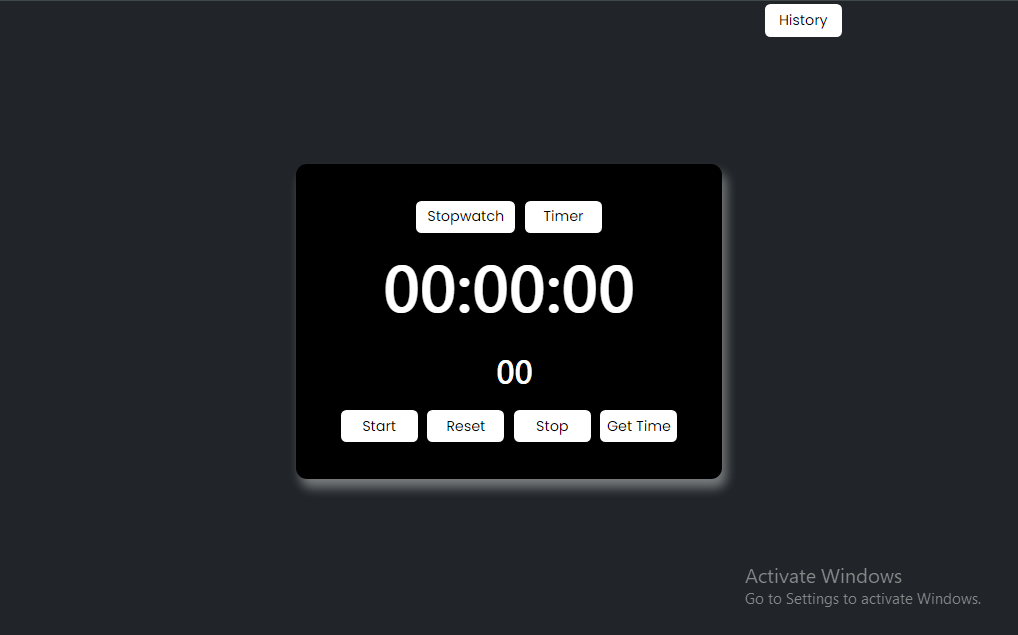 History
Stopwatch Timer
00:00:00
00
Start Reset Stop Get Time
Activate Windows
Go to Settings to activate Windows.